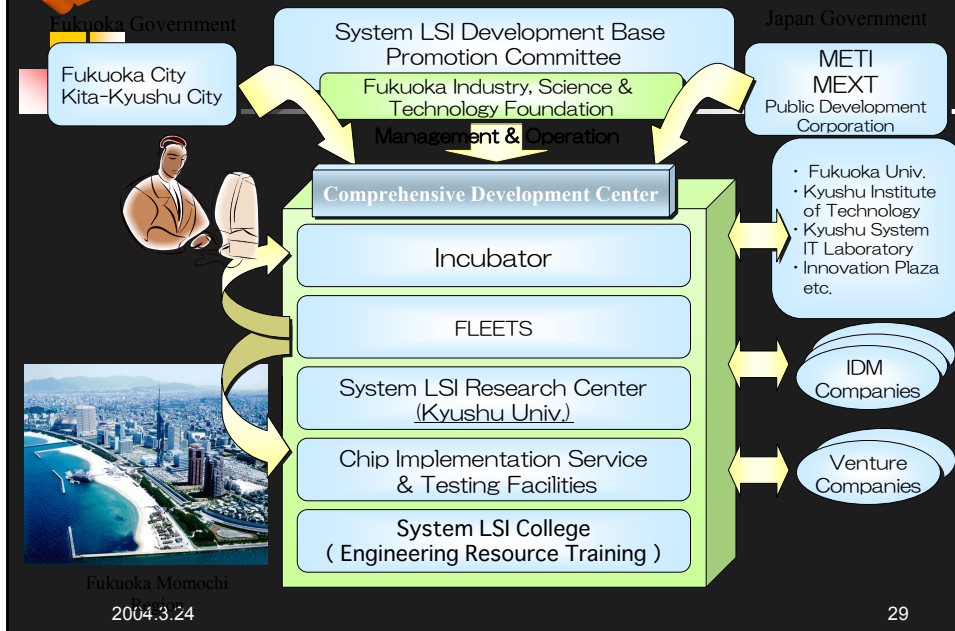 Fukuoka Government
Japan Government
System LSI Development Base
Promotion Committee
Fukuoka Industry, Science &
Technology Foundation
Fukuoka City
Kita-Kyushu City
METI
MEXT
Public Development
Corporation
Management & Operation
Comprehensive Development Center
・ Fukuoka Univ.
・ Kyushu Institute
of Technology
・ Kyushu System
IT Laboratory
・ Innovation Plaza
etc.
Incubator
FLEETS
System LSI Research Center
(Kyushu Univ.)
Chip Implementation Service
& Testing Facilities
System LSI College
( Engineering Resource Training )
IDM
Companies
Venture
Companies
Fukuoka Momochi
Region
2004.3.24
29